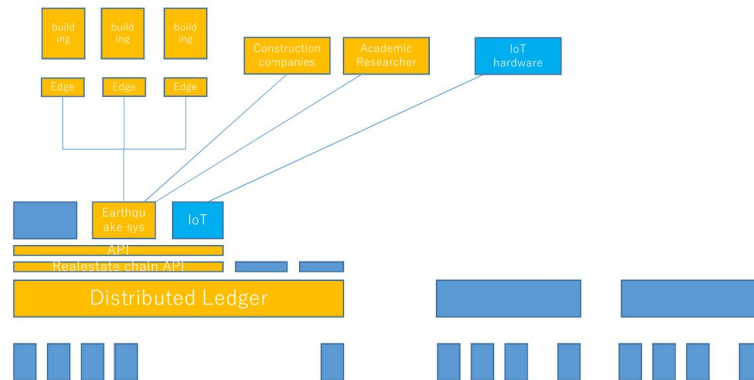 build
ing
build
ing
build
ing
Construction
companies
Academic
Researcher
IoT
hardware
Edge
Edge
Edge
Earthqu
ake sys
IoT
API
Realestate chain API
Distributed Ledger